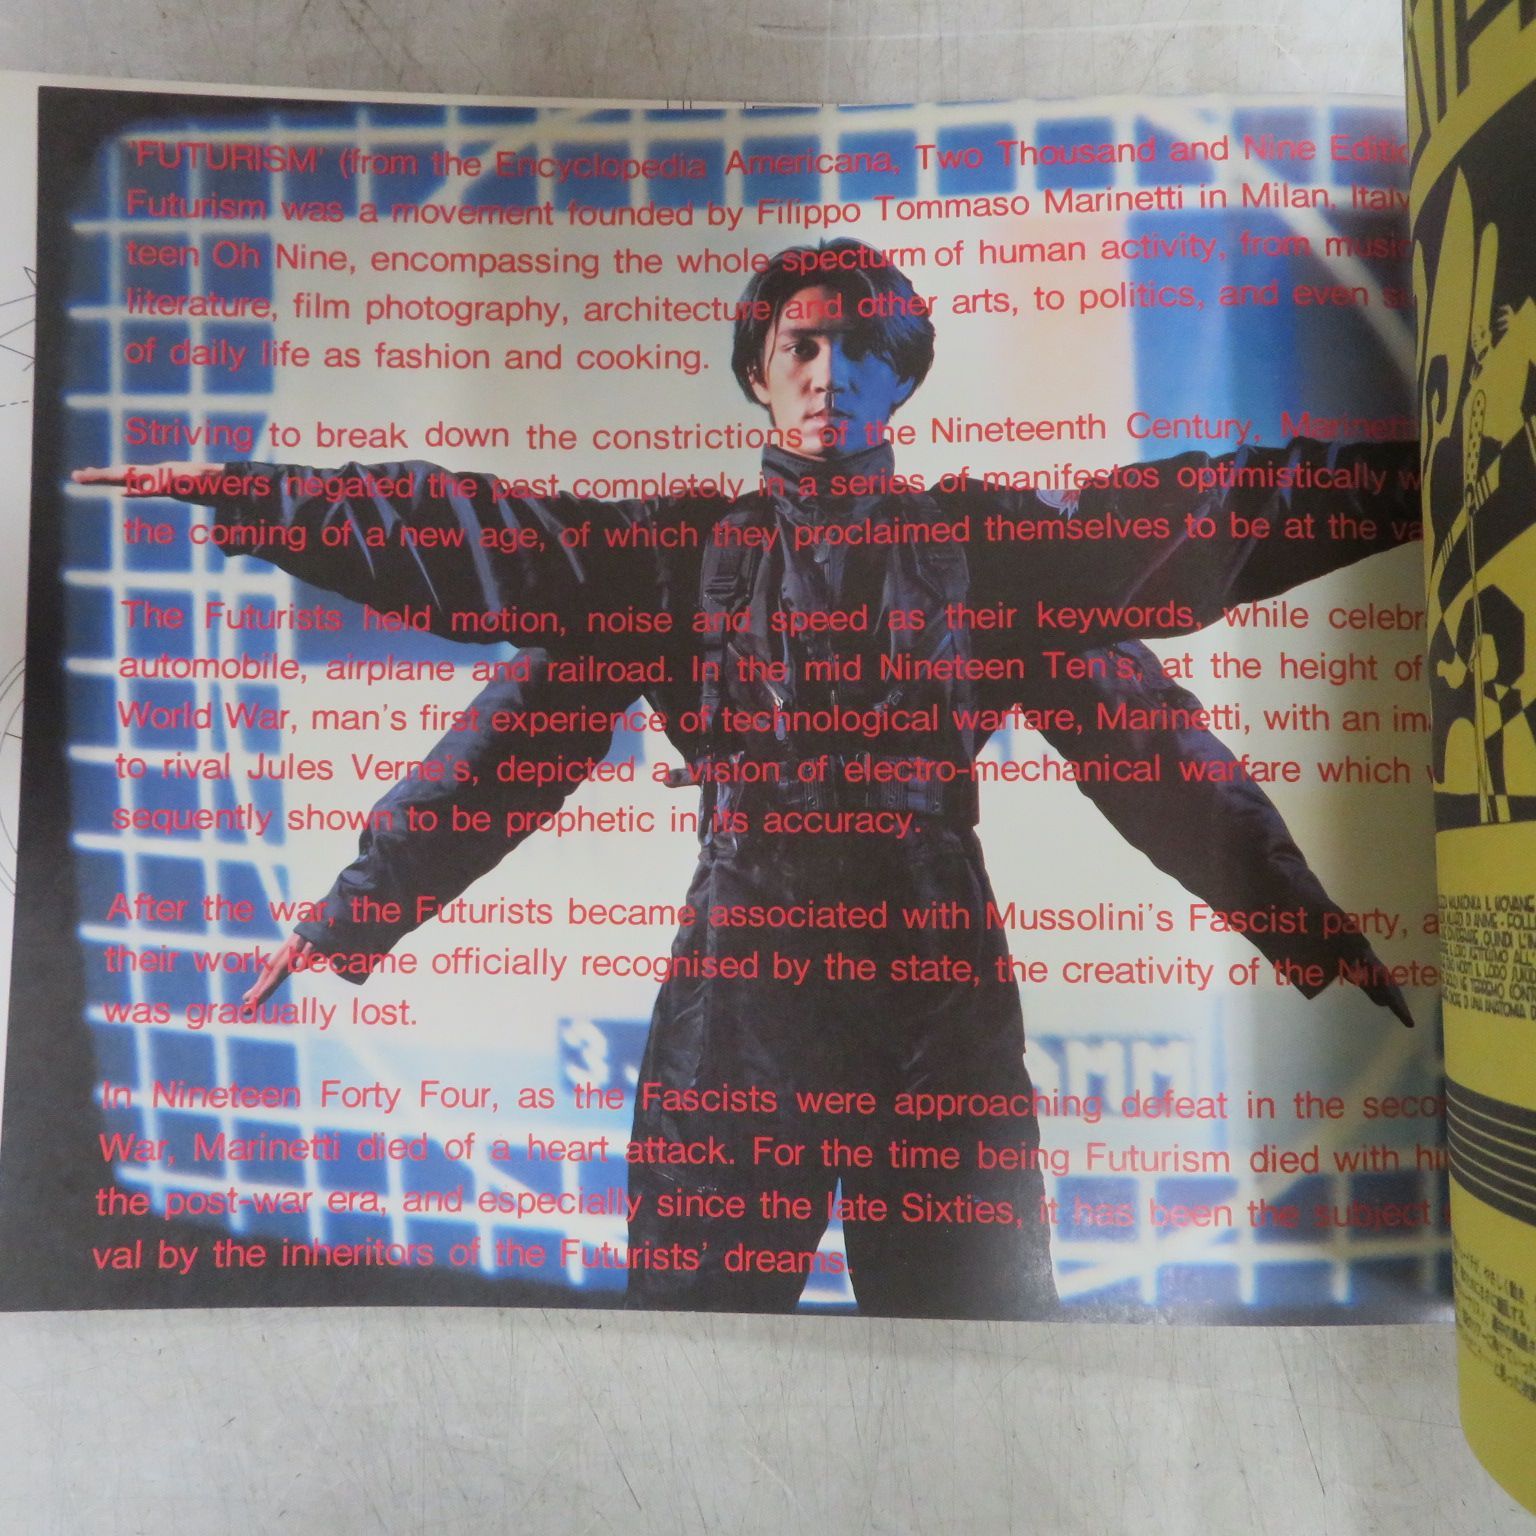 'FUTURISM' (from the Encyclopedia Americana, Two Thousand and Nine
Futurism was a movement founded by Filippo Tommaso Marinetti in Milan, Italy
teen Oh Nine, encompassing the whole specturm of human activity, from
literature, film photography, architecture and other arts, to politics, and even
of daily life as fashion and cooking.
Striving to break down the constrictions of the Nineteenth Century,
followers negated the past completely in a series of manifestos optimistically
the coming of a new age, of which they proclaimed themselves to be at the
The Futurists held motion, noise and speed as their keywords, while
automobile, airplane and railroad. In the mid Nineteen Ten's, at the height of
World War, man's first experience of technological warfare, Marinetti, with an
to rival Jules Verne's, depicted a vision of electro-mechanical warfare which
sequently shown to be prophetic in its accuracy.
After the war, the Futurists became associated with Mussolini's Fascist party,
their work became officially recognised by the state, the creativity of the
was gradually lost.
In Nineteen Forty Four, as the Fascists were approaching defeat in the
War, Marinetti died of a heart attack. For the time being Futurism died with
the post-war era, and especially since the late Sixties, it has been the subject
val by the inheritors of the Futurists' dreams.